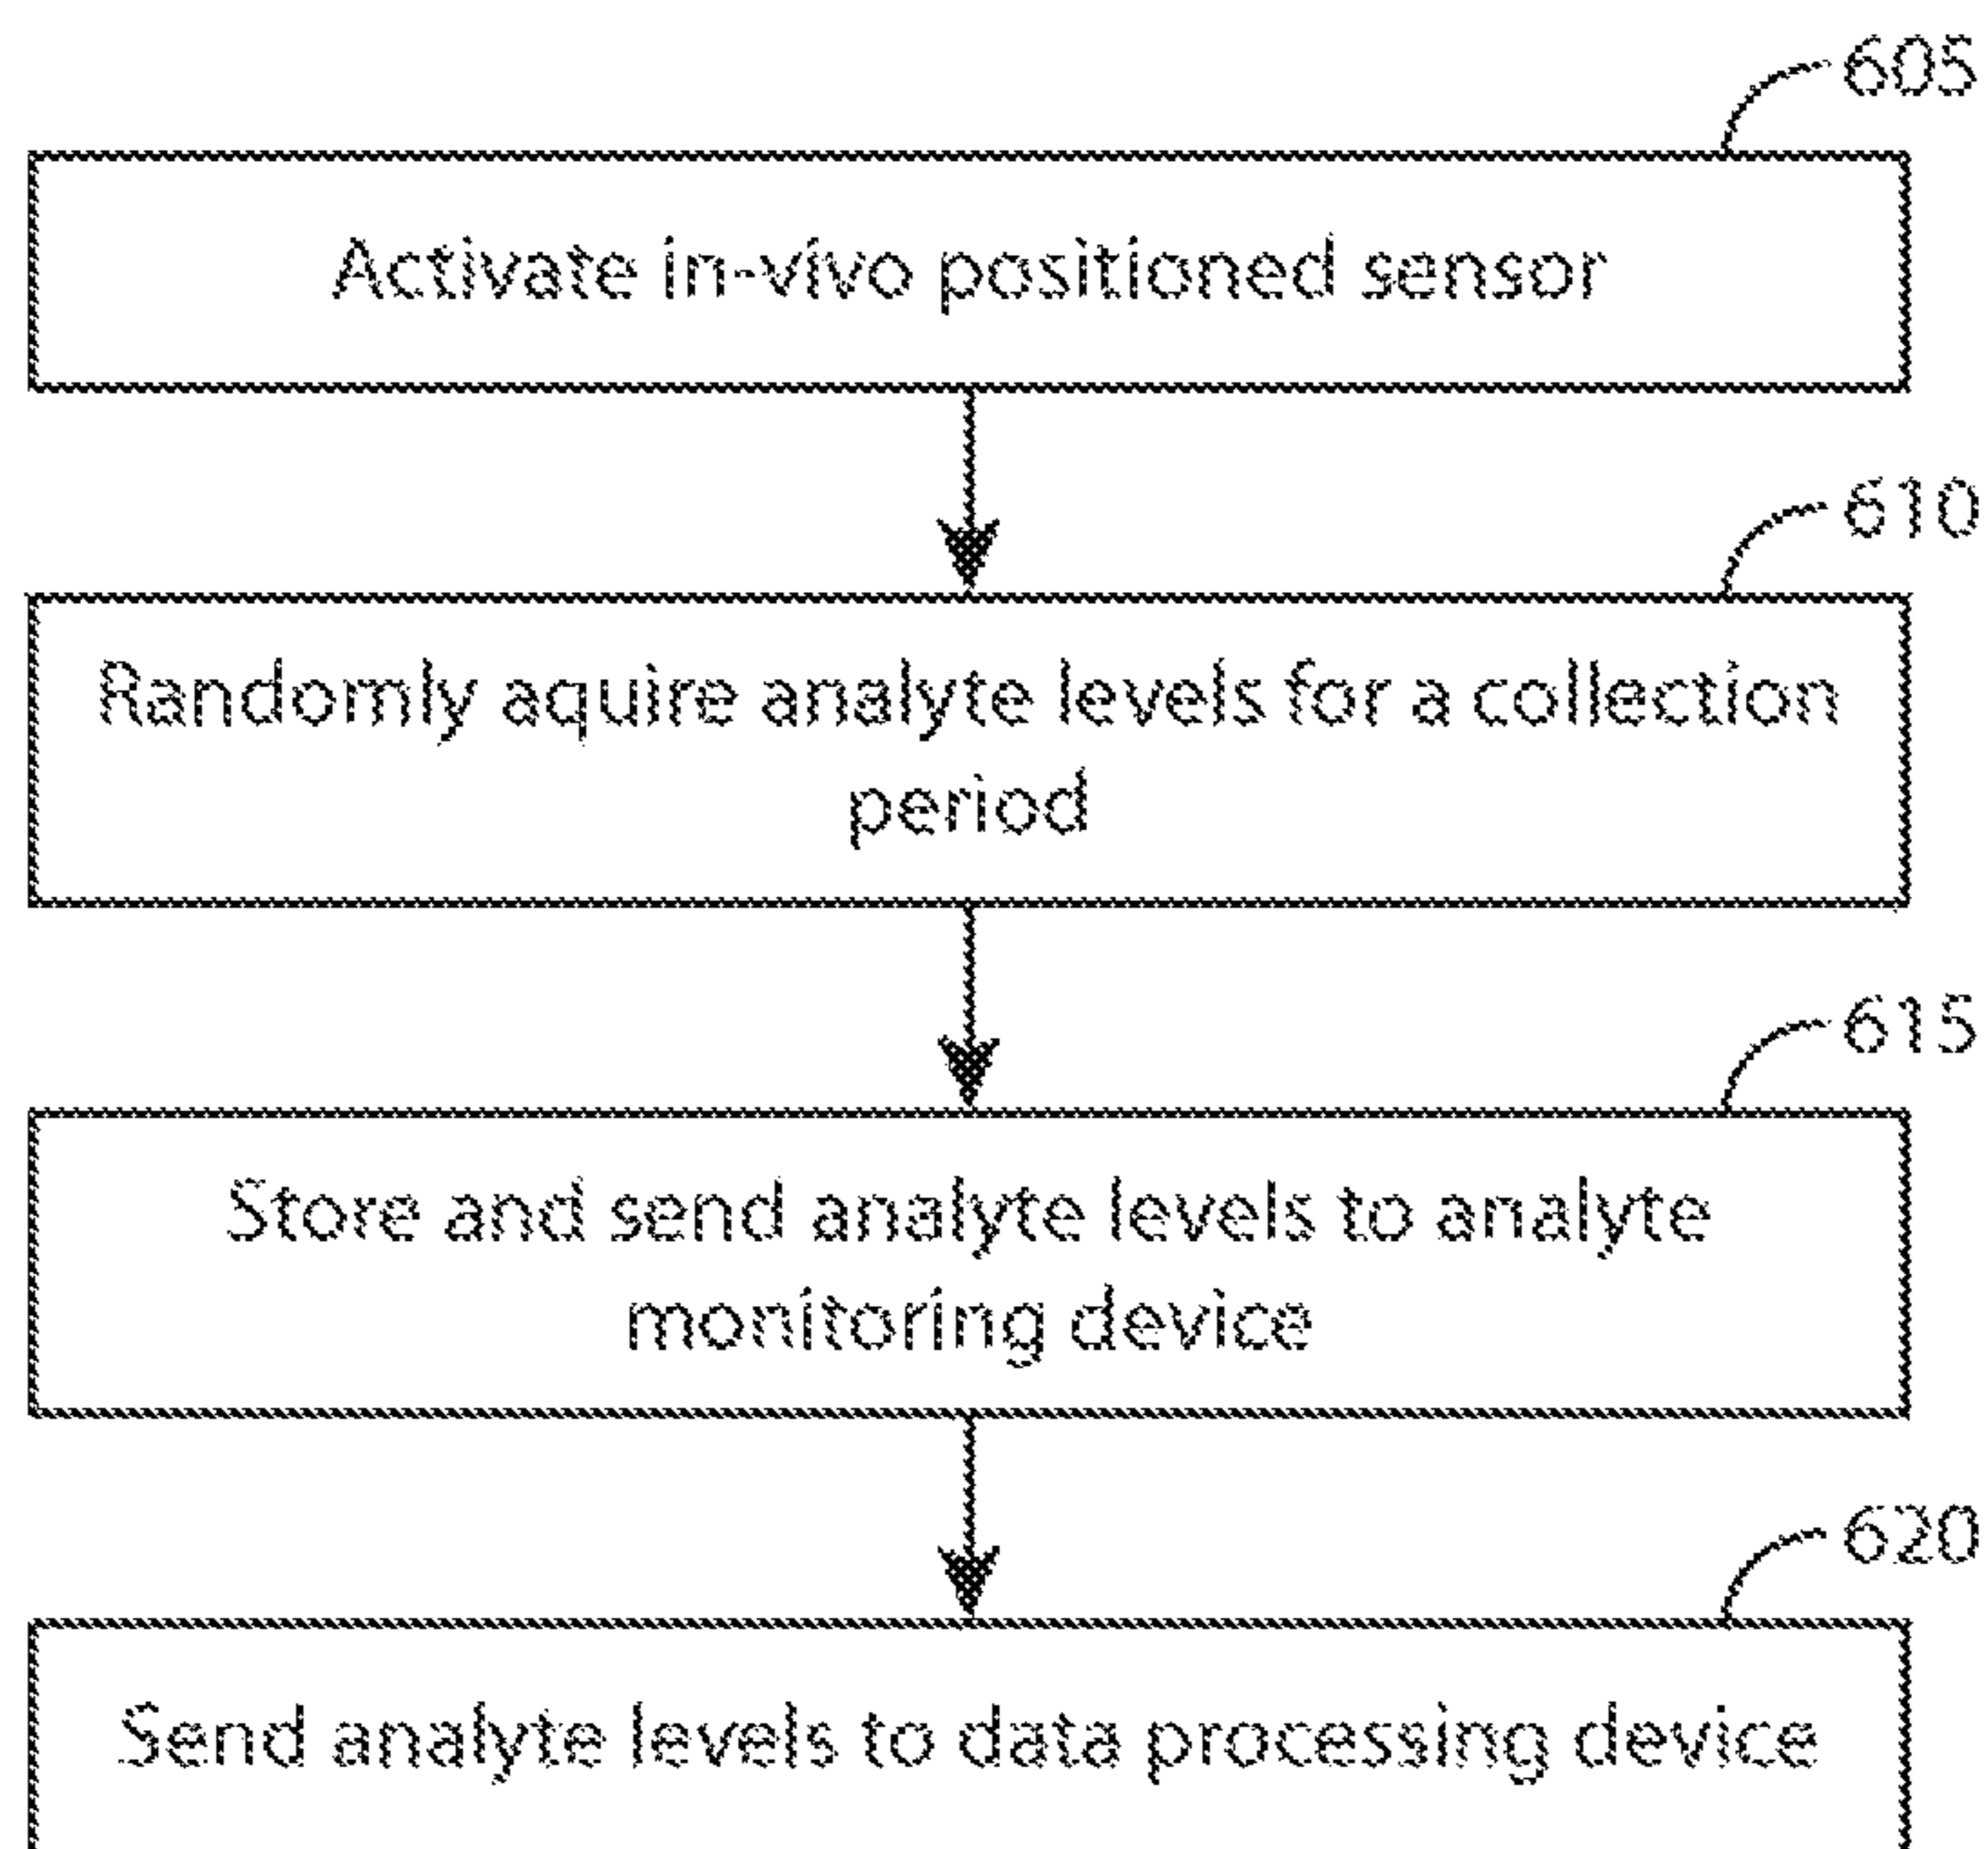 605
Activate in-vivo positioned sensor
610
Randomly aquire analyte levels for a collection
period
615
Store and send analyte levels to analyte
monitoring device
620
Send analyte levels to data processing device